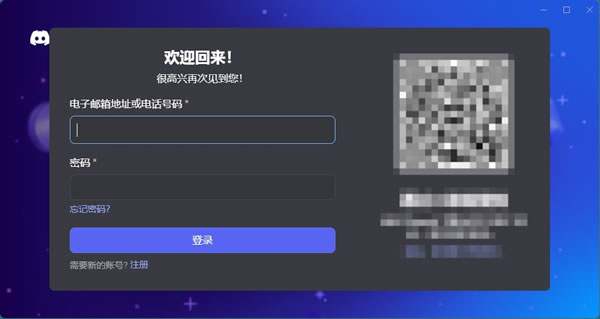 欢迎回来！
很高兴再次见到您！
电子邮箱地址或电话号码 *
密码 *
忘记密码？
登录
需要新的账号？注册